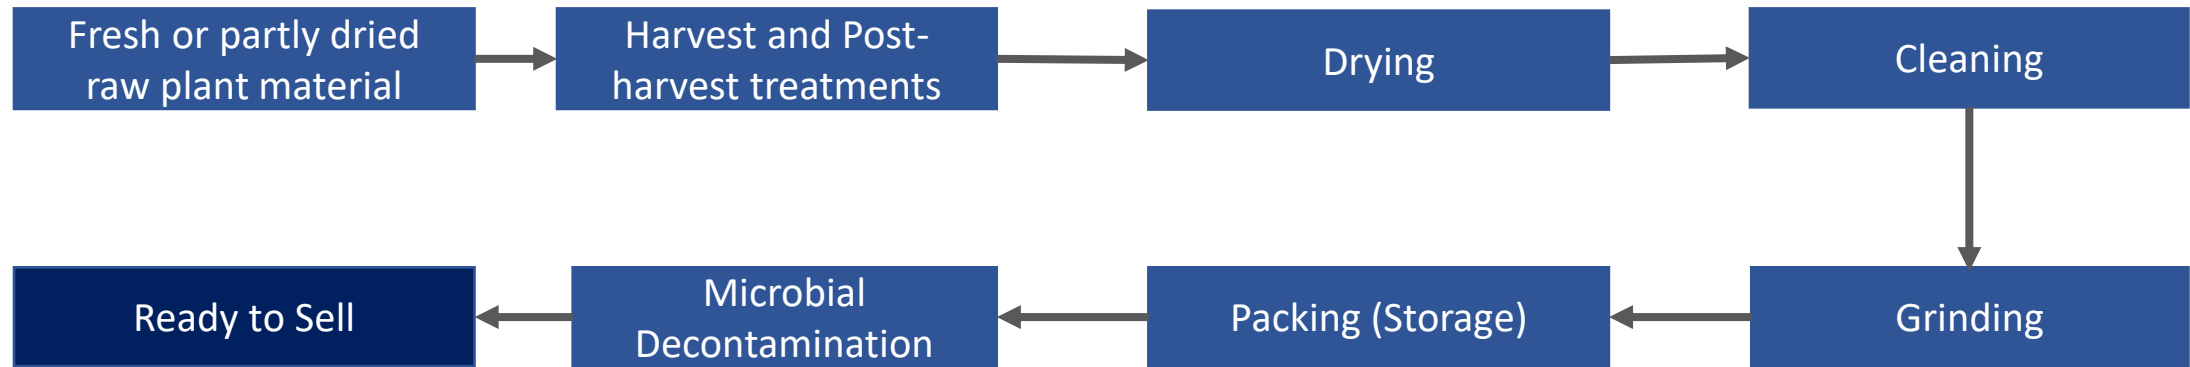 Fresh or partly dried
raw plant material
Harvest and Post-
harvest treatments
Drying
Cleaning
Grinding
Packing (Storage)
Microbial
Decontamination
Ready to Sell